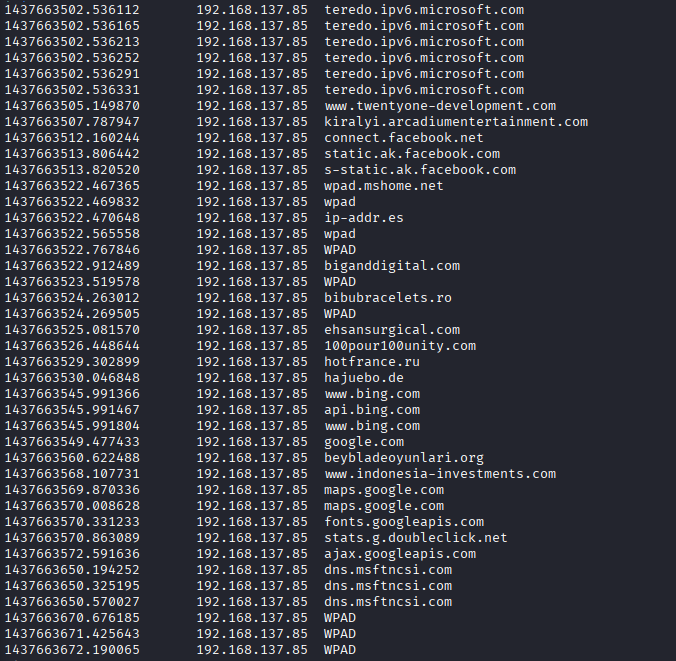 1437663502.536112 192.168.137.85 teredo.ipv6.microsoft.com
1437663502.536165 192.168.137.85 teredo.ipv6.microsoft.com
1437663502.536213 192.168.137.85 teredo.ipv6.microsoft.com
1437663502.536252 192.168.137.85 teredo.ipv6.microsoft.com
1437663502.536291 192.168.137.85 teredo.ipv6.microsoft.com
1437663502.536331 192.168.137.85 teredo.ipv6.microsoft.com
1437663505.149870 192.168.137.85 www.twentyone-development.com
1437663507.787947 192.168.137.85 kiralyi.arcadiumentertainment.com
1437663512.160244 192.168.137.85 connect.facebook.net
1437663513.806442 192.168.137.85 static.ak.facebook.com
1437663513.820520 192.168.137.85 s-static.ak.facebook.com
1437663522.467365 192.168.137.85 wpad.mshome.net
1437663522.469832 192.168.137.85 wpad
1437663522.470648 192.168.137.85 ip-addr.es
1437663522.565558 192.168.137.85 wpad
1437663522.767846 192.168.137.85 WPAD
1437663522.912489 192.168.137.85 biganddigital.com
1437663523.519578 192.168.137.85 WPAD
1437663524.263012 192.168.137.85 bibubracelets.ro
1437663524.269505 192.168.137.85 WPAD
1437663525.081570 192.168.137.85 ehsansurgical.com
1437663526.448644 192.168.137.85 100pour100unity.com
1437663529.302899 192.168.137.85 hotfrance.ru
1437663530.046848 192.168.137.85 hajuebo.de
1437663545.991366 192.168.137.85 www.bing.com
1437663545.991467 192.168.137.85 api.bing.com
1437663545.991804 192.168.137.85 www.bing.com
1437663549.477433 192.168.137.85 google.com
1437663560.622488 192.168.137.85 beybladeoyunlari.org
1437663568.107731 192.168.137.85 www.indonesia-investments.com
1437663569.870336 192.168.137.85 maps.google.com
1437663570.008628 192.168.137.85 maps.google.com
1437663570.331233 192.168.137.85 fonts.googleapis.com
1437663570.863089 192.168.137.85 stats.g.doubleclick.net
1437663572.591636 192.168.137.85 ajax.googleapis.com
1437663650.194252 192.168.137.85 dns.msftncsi.com
1437663650.325195 192.168.137.85 dns.msftncsi.com
1437663650.570027 192.168.137.85 dns.msftncsi.com
1437663670.676185 192.168.137.85 WPAD
1437663671.425643 192.168.137.85 WPAD
1437663672.190065 192.168.137.85 WPAD